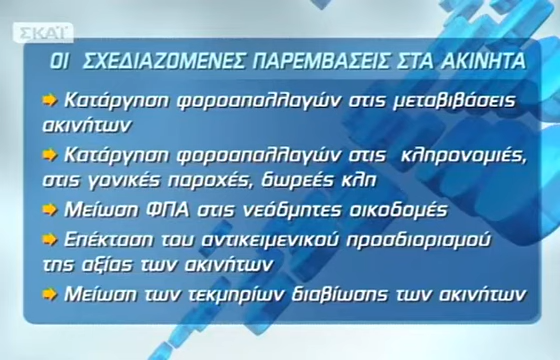 ΣΚΑΪ
ΟΙ ΣΧΕΔΙΑΖΟΜΕΝΕΣ ΠΑΡΕΜΒΑΣΕΙΣ ΣΤΑ ΑΚΙΝΗΤΑ
Κατάργηση φοροαπαλλαγών στις μεταβιβάσεις
ακινήτων
Κατάργηση φοροαπαλλαγών στις κληρονομιές,
στις γονικές παροχές, δωρεές κλπ
Μείωση ΦΠΑ στις νεόδμητες οικοδομές
Επέκταση του αντικειμενικού προσδιορισμού
της αξίας των ακινήτων
Μείωση των τεκμηρίων διαβίωσης των ακινήτων